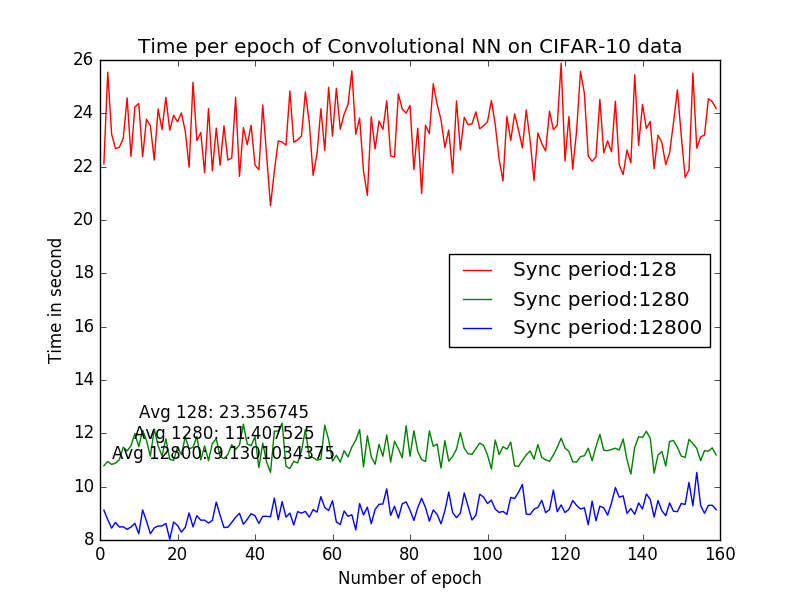 Time per epoch of Convolutional NN on CIFAR-10 data
26
24
22
20
18
16
14
12
10
8
Time in second
Sync period:128
Sync period:1280
Sync period:12800
Avg 128: 23.356745
Avg 1280: 11.407525
Avg 12800: 9.1301034375
0 20 40 60 80 100 120 140 160
Number of epoch